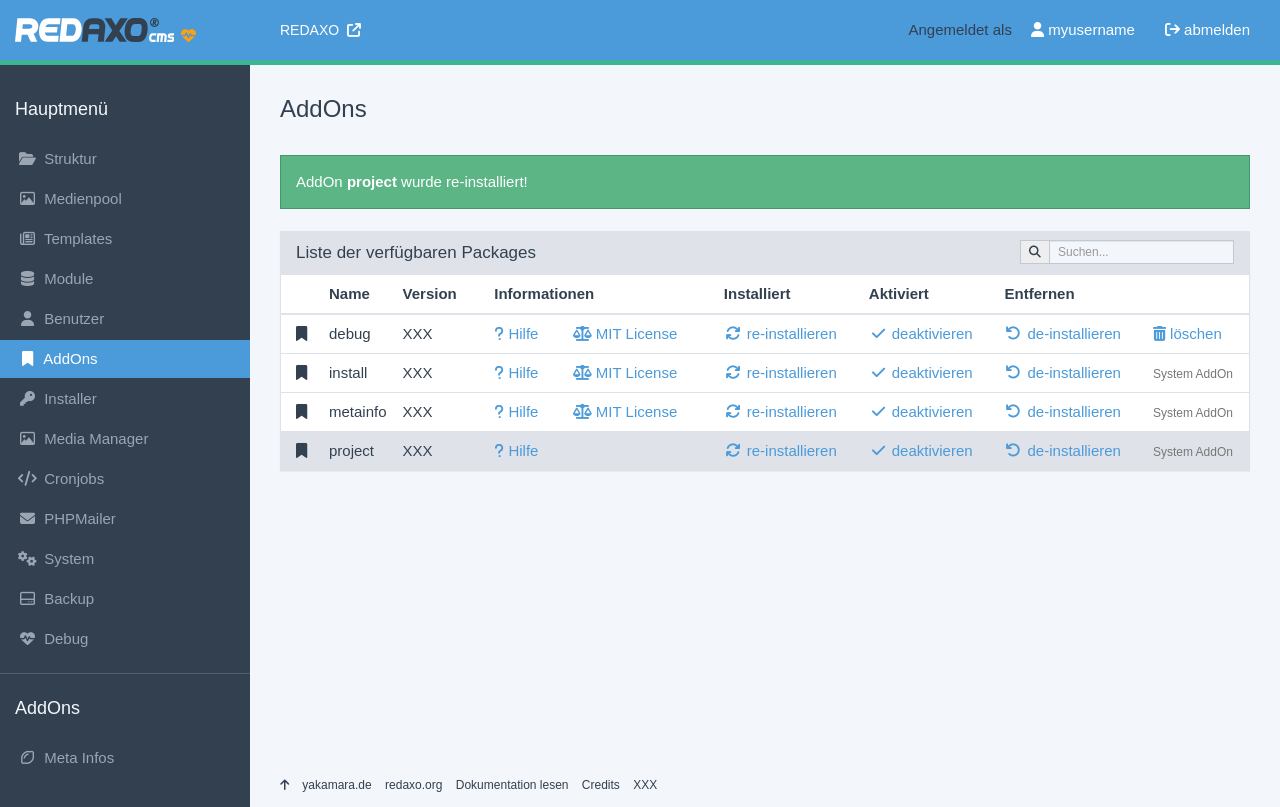 REDAXO® cms REDAXO Angemeldet als myusername abmelden
Hauptmenü
Struktur
Medienpool
Templates
Module
Benutzer
AddOns
Installer
Media Manager
Cronjobs
PHPMailer
System
Backup
Debug
AddOns
Meta Infos
AddOns
AddOn project wurde re-installiert!
Liste der verfügbaren Packages Suchen...
Name Version Informationen Installiert Aktiviert Entfernen
debug XXX ? Hilfe MIT License re-installieren deaktivieren de-installieren löschen
install XXX ? Hilfe MIT License re-installieren deaktivieren de-installieren System AddOn
metainfo XXX ? Hilfe MIT License re-installieren deaktivieren de-installieren System AddOn
project XXX ? Hilfe re-installieren deaktivieren de-installieren System AddOn
yakamara.de redaxo.org Dokumentation lesen Credits XXX